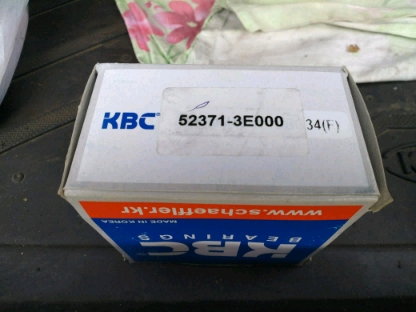 KBC 52371-3E000 34(F)
www.schaeffler.kr
MADE IN KOREA
KBC
BEARINGS